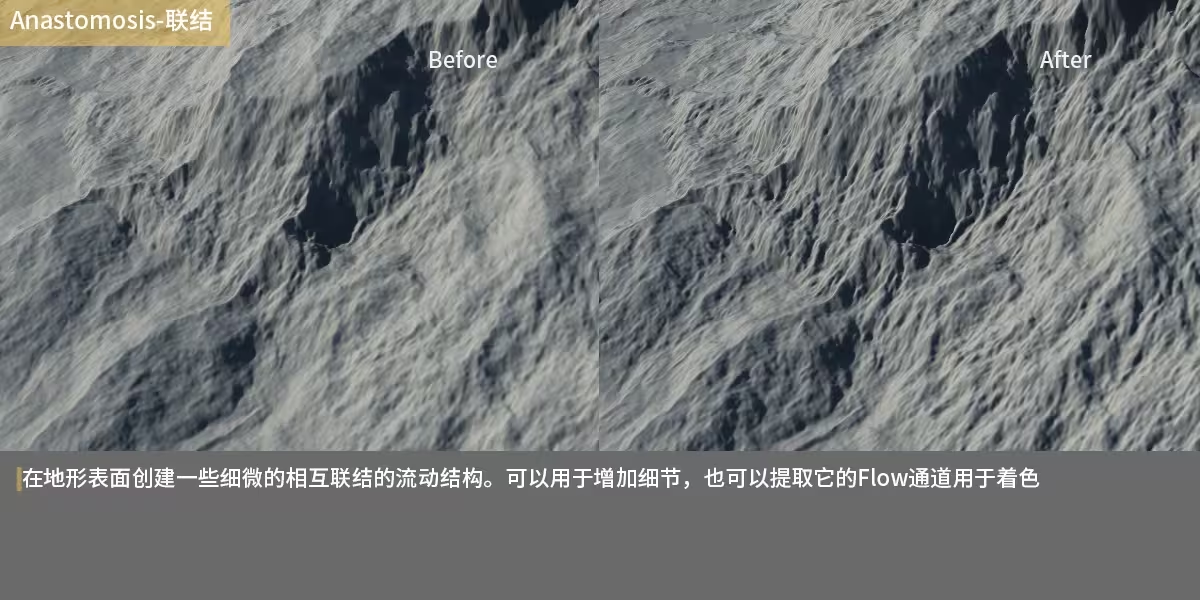 Anastomosis-联结
Before
After
在地形表面创建一些细微的相互联结的流动结构。可以用于增加细节，也可以提取它的Flow通道用于着色